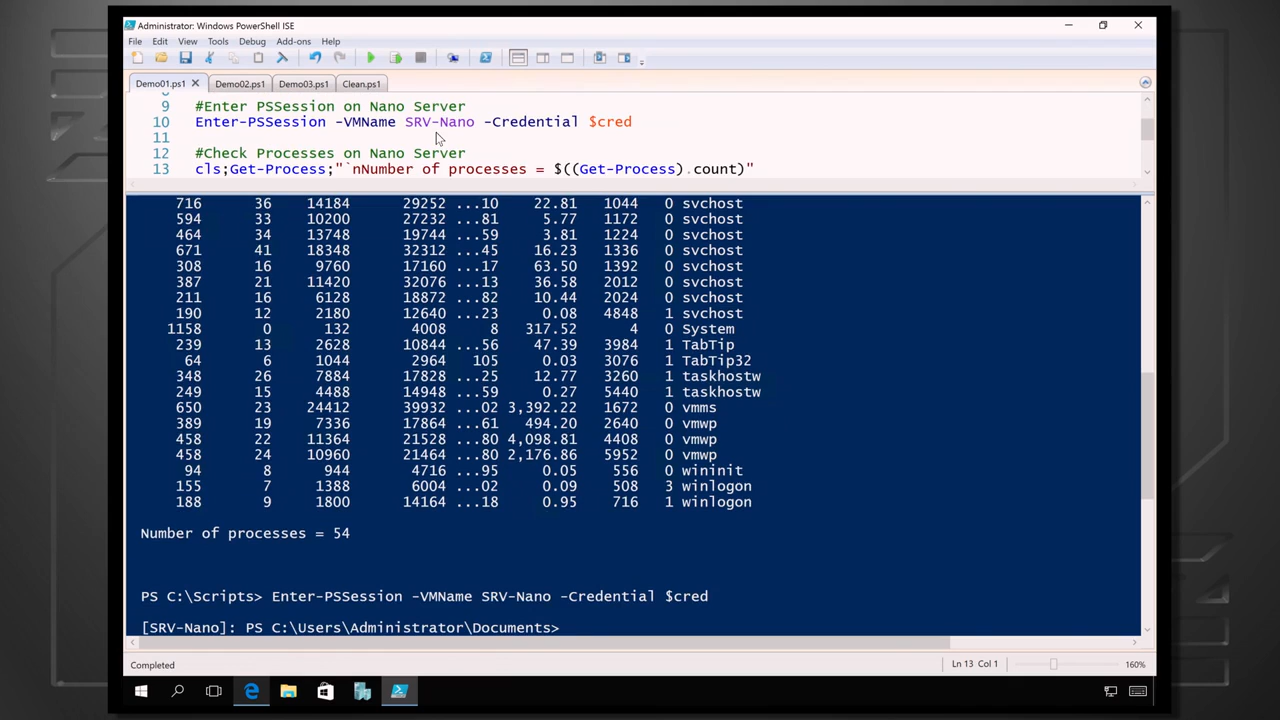 Administrator: Windows PowerShell ISE
File Edit View Tools Debug Add-ons Help
Demo01.ps1 Demo02.ps1 Demo03.ps1 Clean.ps1
9 #Enter PSSession on Nano Server
10 Enter-PSSession -VMName SRV-Nano -Credential $cred
11
12 #Check Processes on Nano Server
13 cls;Get-Process;"`nNumber of processes = $((Get-Process).count)"
716 36 14184 29252 ...10 22.81 1044 0 svchost
594 33 10200 27232 ...81 5.77 1172 0 svchost
464 34 13748 19744 ...59 3.81 1224 0 svchost
671 41 18348 32312 ...45 16.23 1336 0 svchost
308 16 9760 17160 ...17 63.50 1392 0 svchost
387 21 11420 32076 ...13 36.58 2012 0 svchost
211 16 6128 18872 ...82 10.44 2024 0 svchost
190 12 2180 12640 ...23 0.08 4848 1 svchost
1158 0 132 4008 8 317.52 4 0 System
239 13 2628 10844 ...56 47.39 3984 1 TabTip
64 6 1044 2964 105 0.03 3076 1 TabTip32
348 26 7884 17828 ...25 12.77 3260 1 taskhostw
249 15 4488 14948 ...59 0.27 5440 1 taskhostw
650 23 24412 39932 ...02 3,392.22 1672 0 vmms
389 19 7336 17864 ...61 494.20 2640 0 vmwp
458 22 11364 21528 ...80 4,098.81 4408 0 vmwp
458 24 10960 21464 ...80 2,176.86 5952 0 vmwp
94 8 944 4716 ...95 0.05 556 0 wininit
155 7 1388 6004 ...02 0.09 508 3 winlogon
188 9 1800 14164 ...18 0.95 716 1 winlogon
Number of processes = 54
PS C:\Scripts> Enter-PSSession -VMName SRV-Nano -Credential $cred
[SRV-Nano]: PS C:\Users\Administrator\Documents>
Completed Ln 13 Col 1 160%